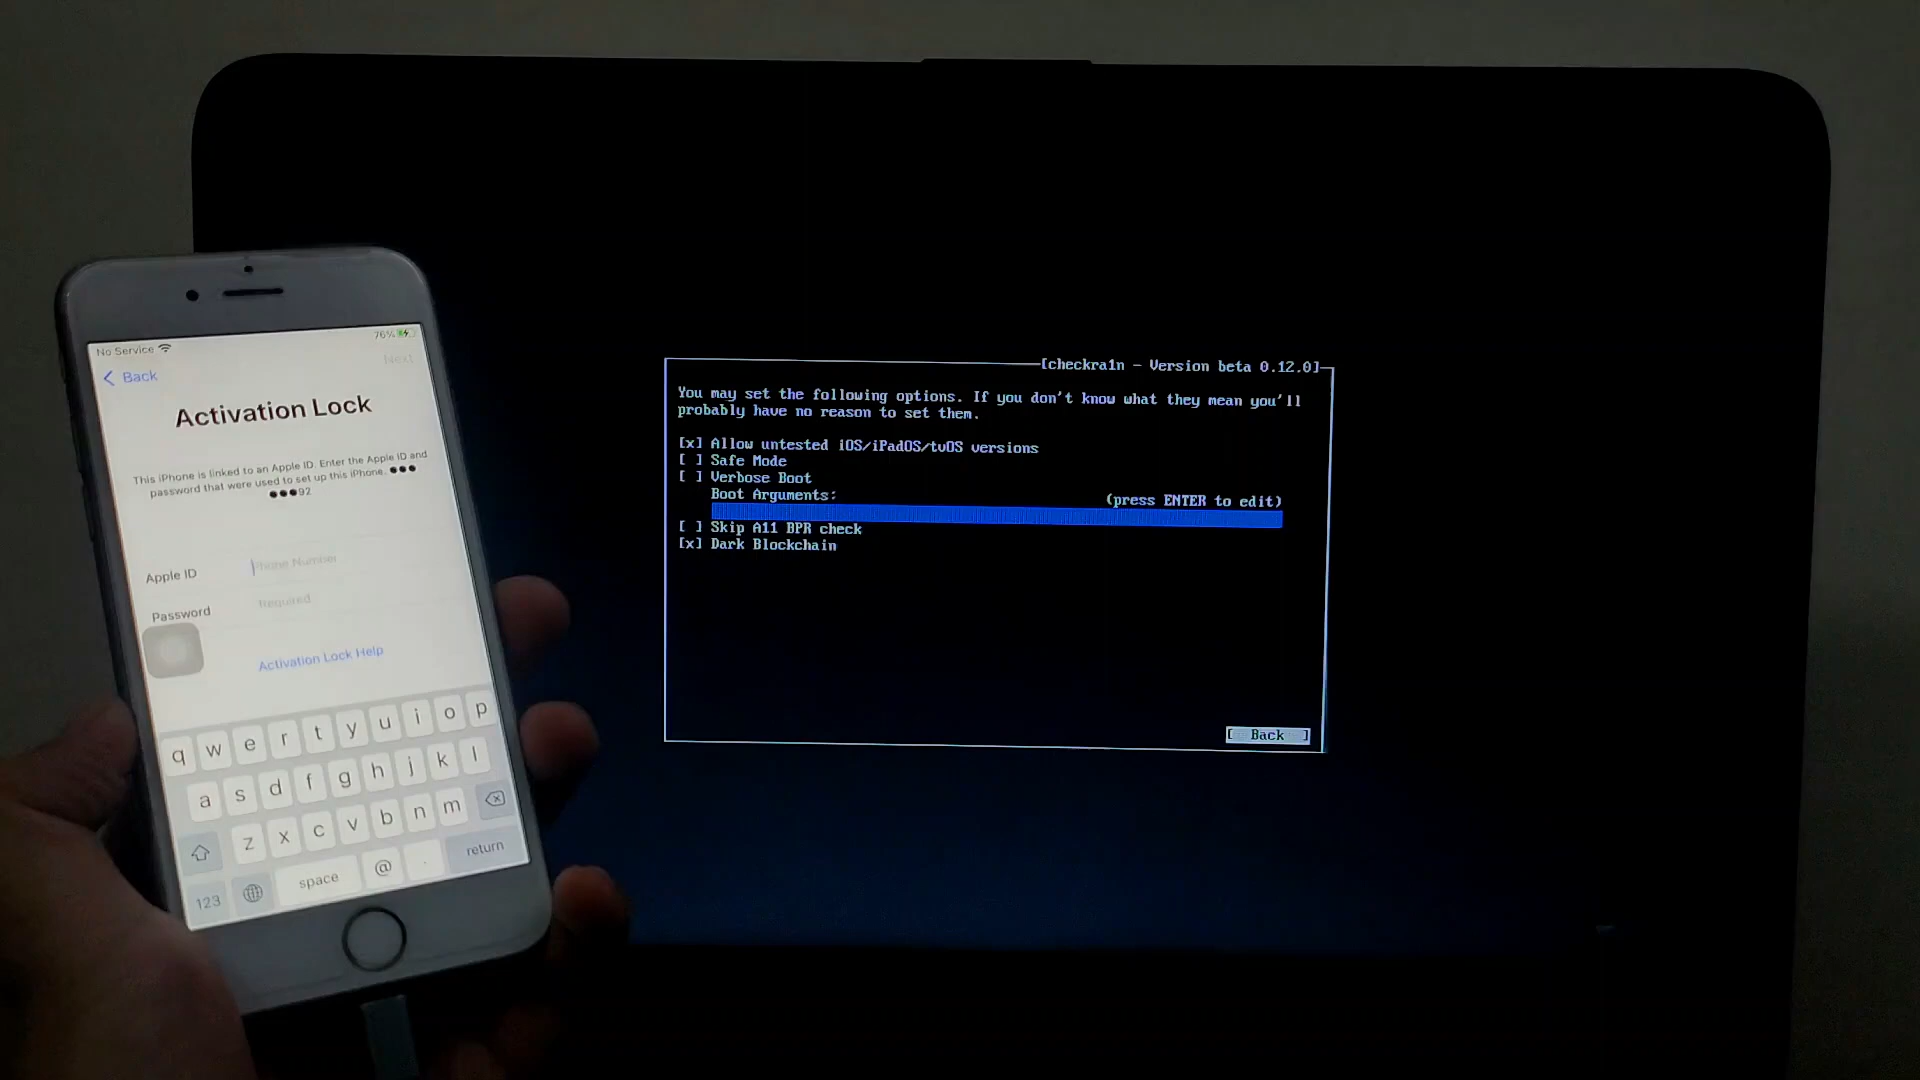 No Service
76%
Back
Next
Activation Lock
This iPhone is linked to an Apple ID. Enter the Apple ID and
password that were used to set up this iPhone. ●●●
●●●92
Apple ID Phone Number
Password Required
Activation Lock Help
q w e r t y u i o p
a s d f g h j k l
z x c v b n m
123 space @ . return
[checkra1n - Version beta 0.12.0]
You may set the following options. If you don't know what they mean you'll
probably have no reason to set them.
[x] Allow untested iOS/iPadOS/tvOS versions
[ ] Safe Mode
[ ] Verbose Boot
Boot Arguments: (press ENTER to edit)
[ ] Skip A11 BPR check
[x] Dark Blockchain
[ Back ]